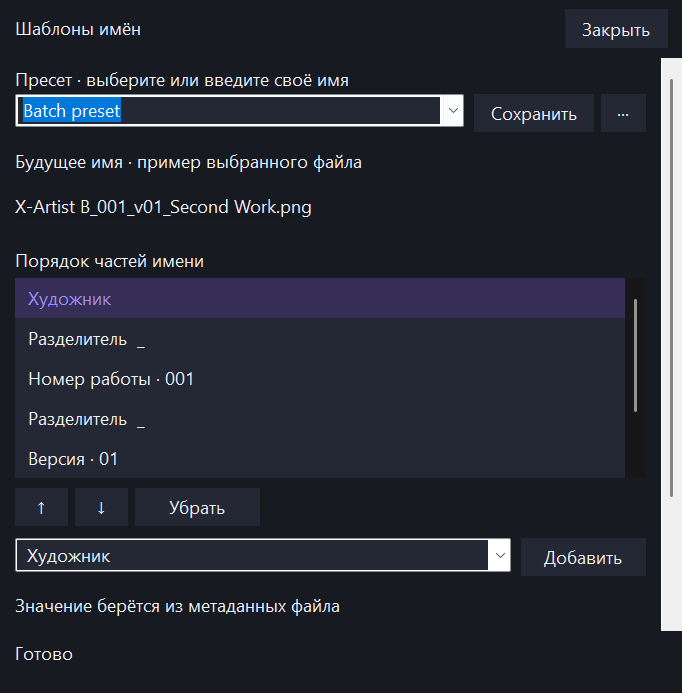 Шаблоны имён
Закрыть
Пресет · выберите или введите своё имя
Batch preset
Сохранить
...
Будущее имя · пример выбранного файла
X-Artist B_001_v01_Second Work.png
Порядок частей имени
Художник
Разделитель _
Номер работы · 001
Разделитель _
Версия · 01
↑ ↓ Убрать
Художник
Добавить
Значение берётся из метаданных файла
Готово